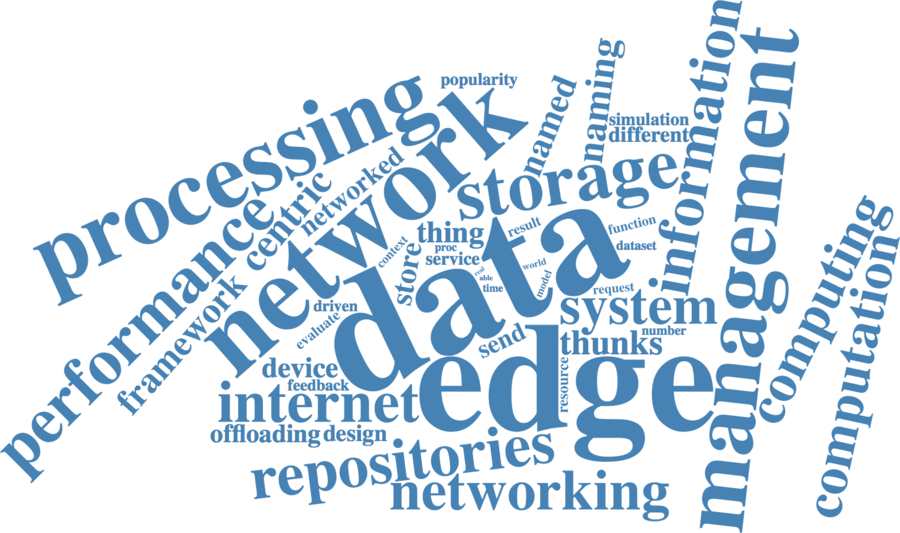 popularity
processing
network
named
naming
simulation
different
information
management
storage
performance
centric
networked
framework
context
store
thing
proc
service
result
real
able
time
world
model
function
dataset
data
request
computing
computation
driven
evaluate
system
number
thunks
send
edge
resource
device
feedback
internet
offloading
design
repositories
networking